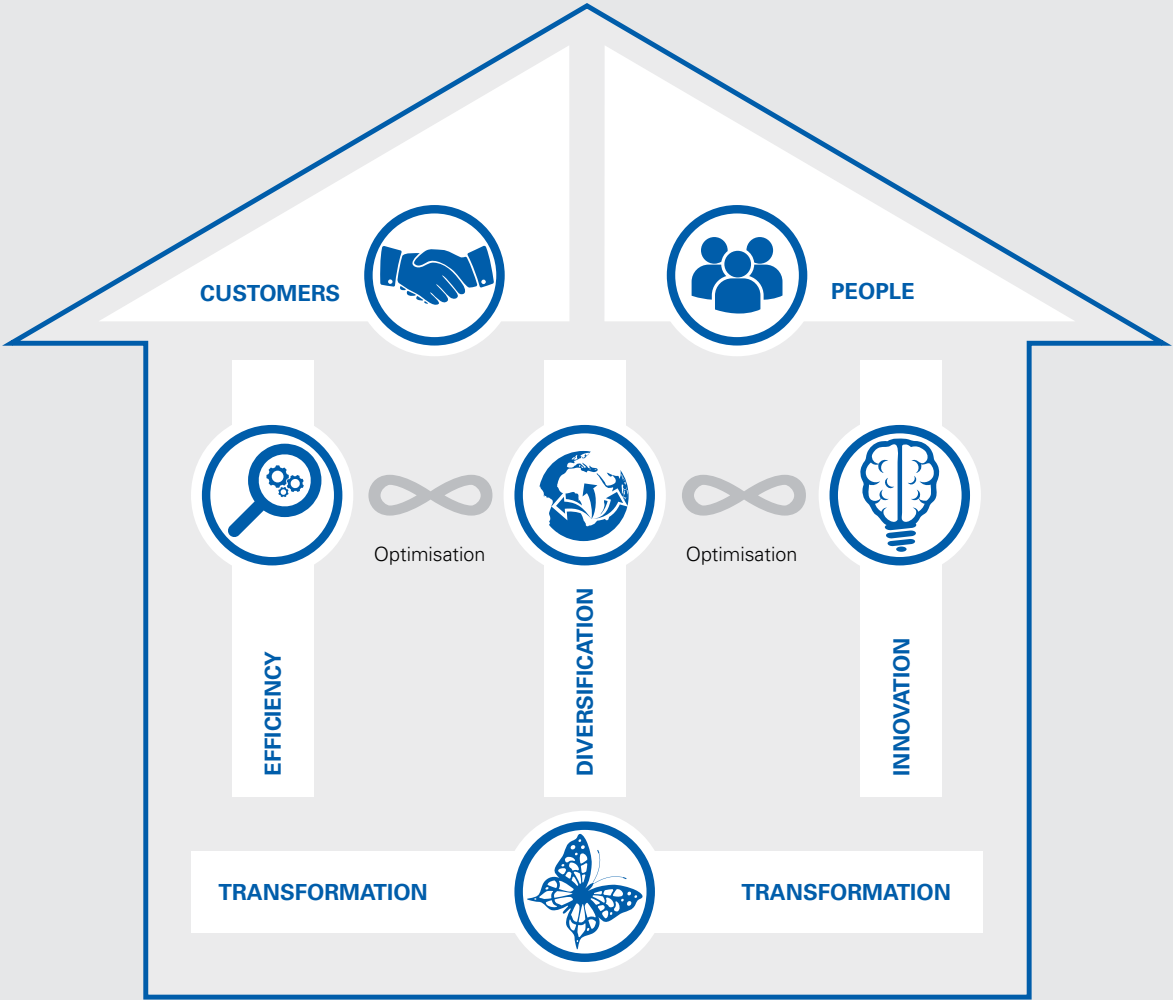 CUSTOMERS
PEOPLE
Optimisation
Optimisation
EFFICIENCY
DIVERSIFICATION
INNOVATION
TRANSFORMATION
TRANSFORMATION